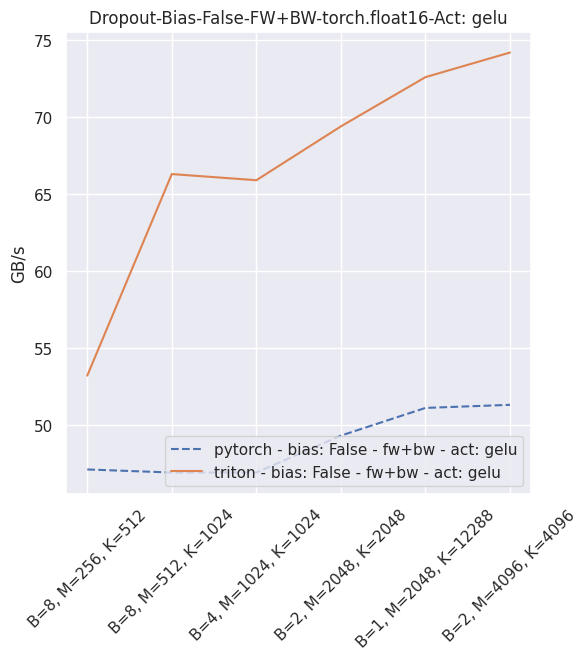 Dropout-Bias-False-FW+BW-torch.float16-Act: gelu
75
70
65
60
55
50
GB/s
pytorch - bias: False - fw+bw - act: gelu
triton - bias: False - fw+bw - act: gelu
B=8, M=256, K=512
B=8, M=512, K=1024
B=4, M=1024, K=1024
B=2, M=2048, K=2048
B=1, M=2048, K=12288
B=2, M=4096, K=4096